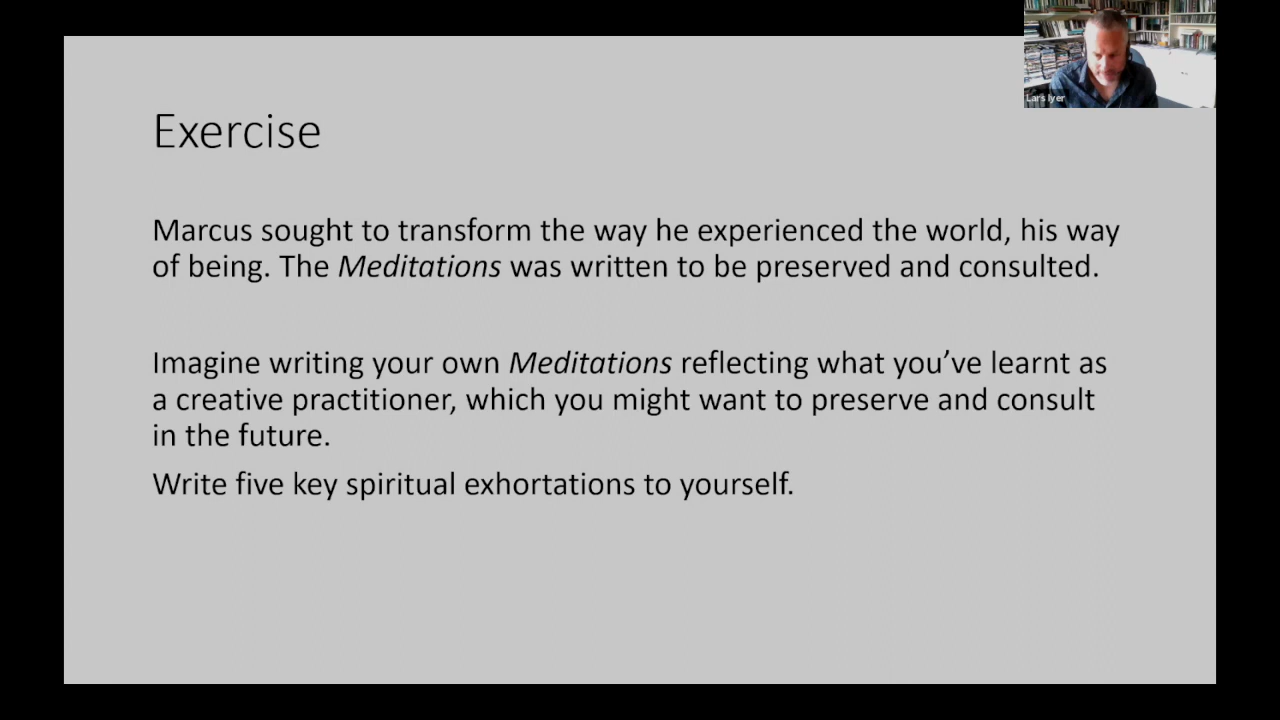 Lars Iyer
Exercise
Marcus sought to transform the way he experienced the world, his way
of being. The Meditations was written to be preserved and consulted.
Imagine writing your own Meditations reflecting what you’ve learnt as
a creative practitioner, which you might want to preserve and consult
in the future.
Write five key spiritual exhortations to yourself.